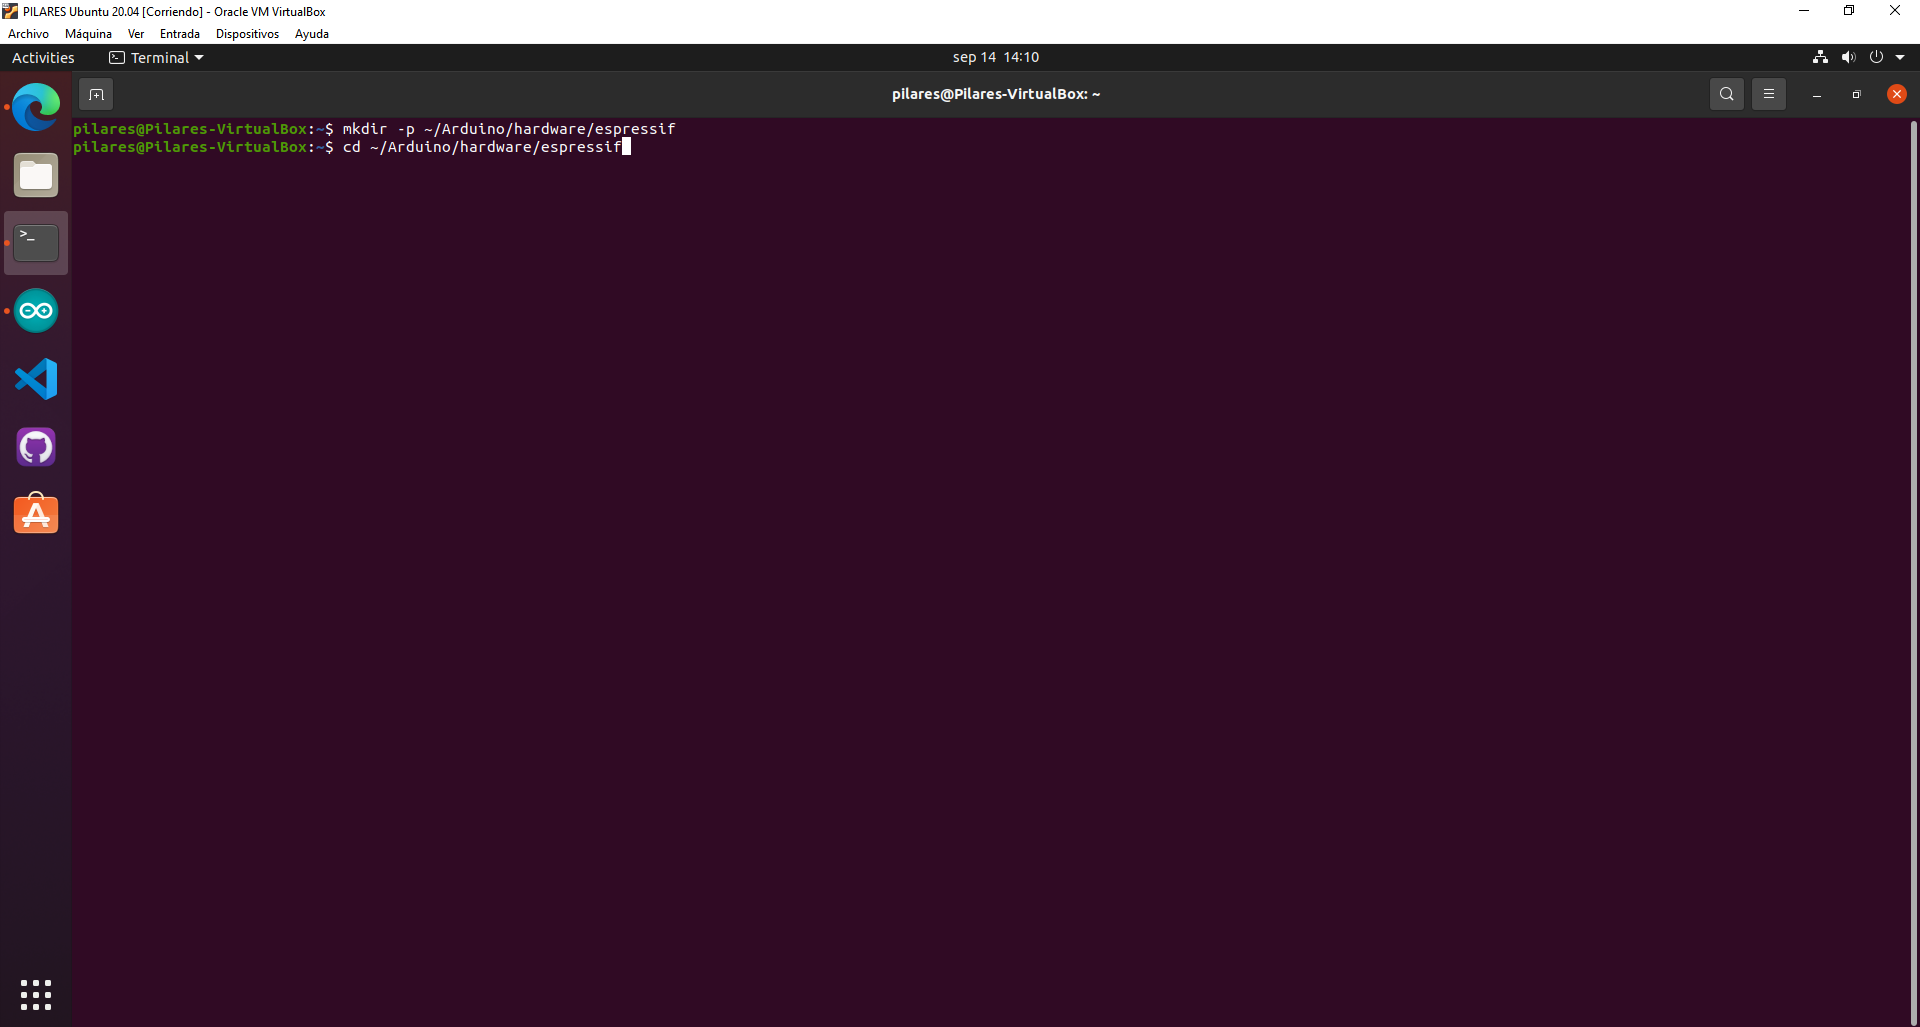 PILARES Ubuntu 20.04 [Corriendo] - Oracle VM VirtualBox
Archivo Máquina Ver Entrada Dispositivos Ayuda
Activities Terminal sep 14 14:10
pilares@Pilares-VirtualBox: ~
pilares@Pilares-VirtualBox:~$ mkdir -p ~/Arduino/hardware/espressif
pilares@Pilares-VirtualBox:~$ cd ~/Arduino/hardware/espressif